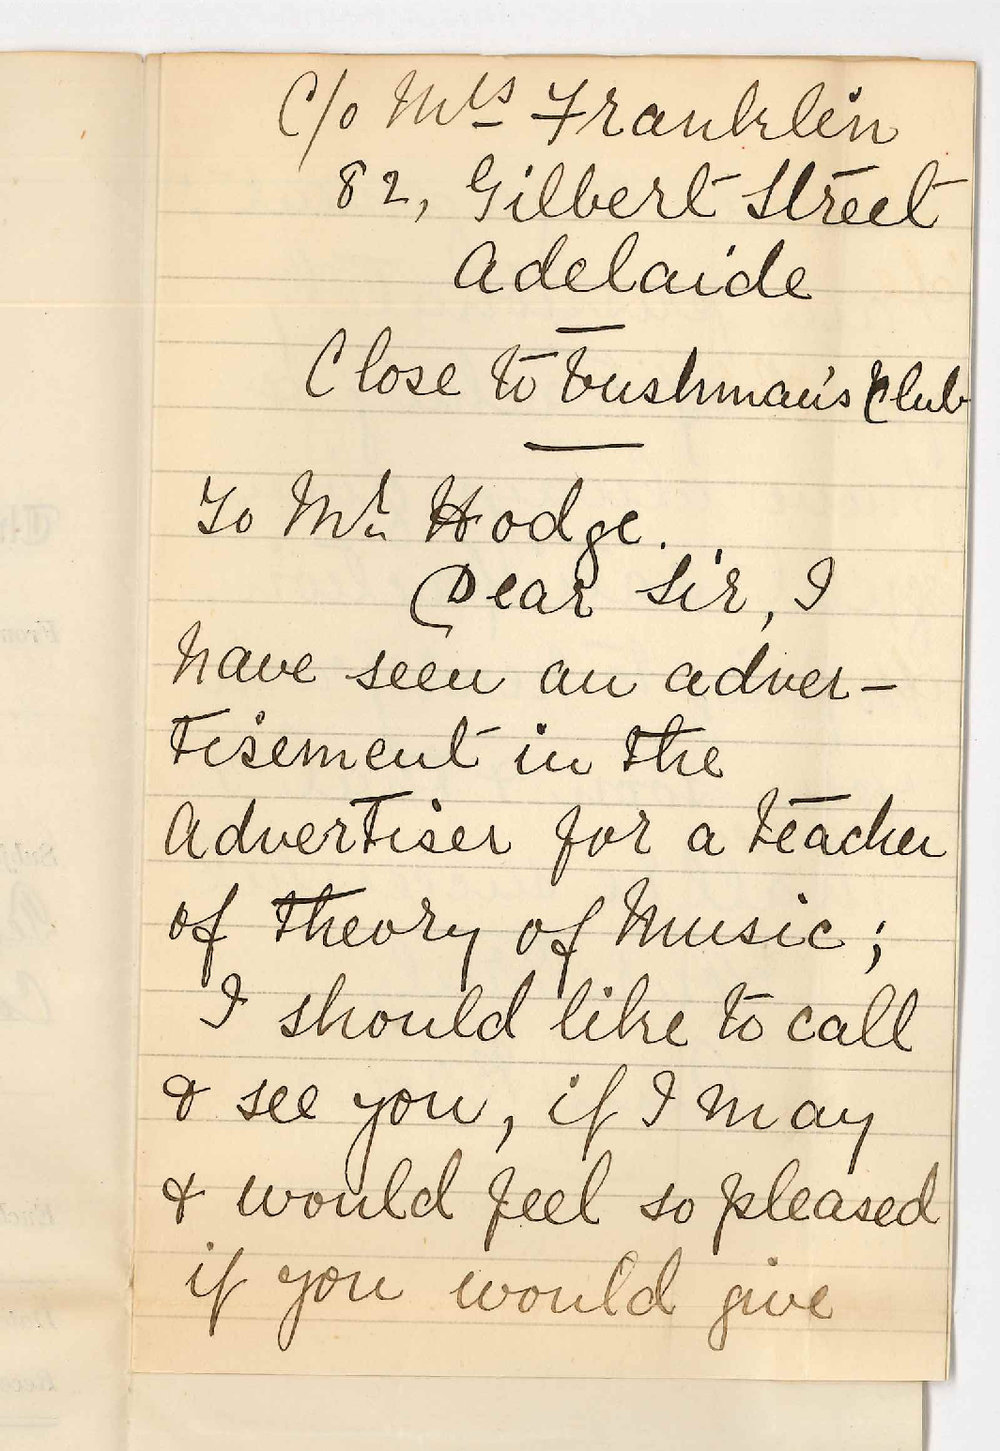 C/o Mrs Franklin
82, Gilbert Street
Adelaide
Close to Bushman's Club
To Mr Hodge.
Dear Sir, I
have seen an adver-
tisement in the
Advertiser for a teacher
of theory of Music;
I should like to call
& see you, if I may
& would feel so pleased
if you would give